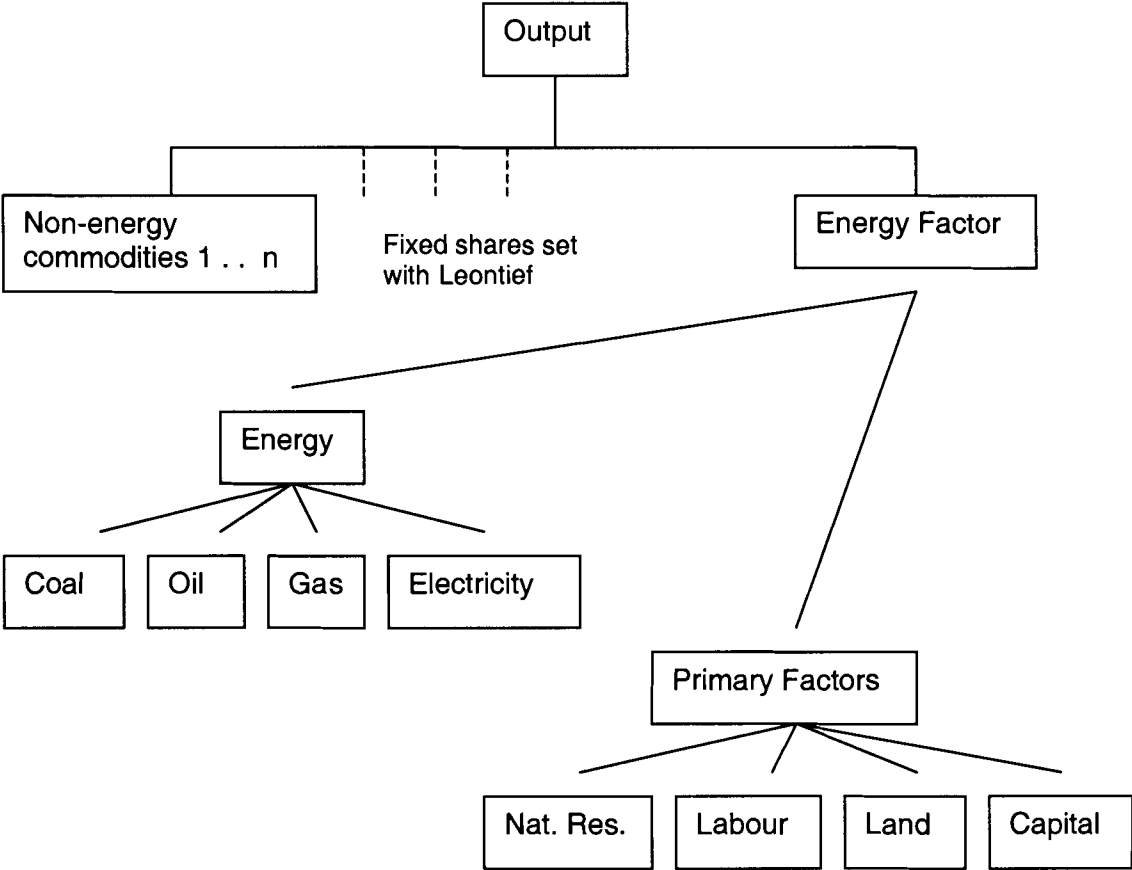 Output
Non-energy
commodities 1 . . n
Fixed shares set
with Leontief
Energy Factor
Energy
Coal
Oil
Gas
Electricity
Primary Factors
Nat. Res.
Labour
Land
Capital